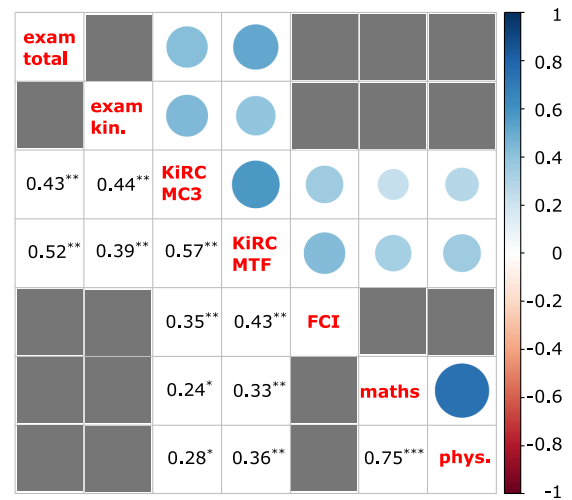 exam
total
exam
kin.
0.43** 0.44** KiRC
MC3
0.52** 0.39** 0.57** KiRC
MTF
0.35** 0.43** FCI
0.24* 0.33** maths
0.28* 0.36** 0.75*** phys.
1
0.8
0.6
0.4
0.2
0
-0.2
-0.4
-0.6
-0.8
-1